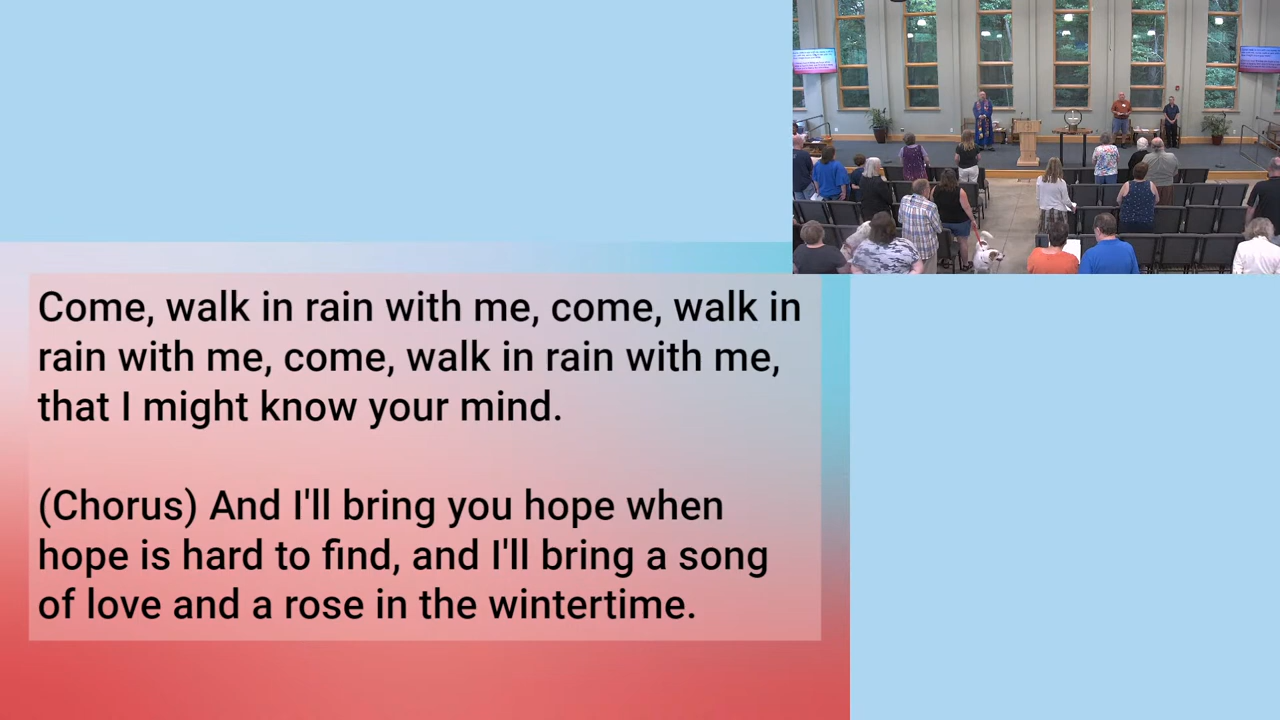 Come, walk in rain with me, come, walk in
rain with me, come, walk in rain with me,
that I might know your mind.
(Chorus) And I'll bring you hope when
hope is hard to find, and I'll bring a song
of love and a rose in the wintertime.